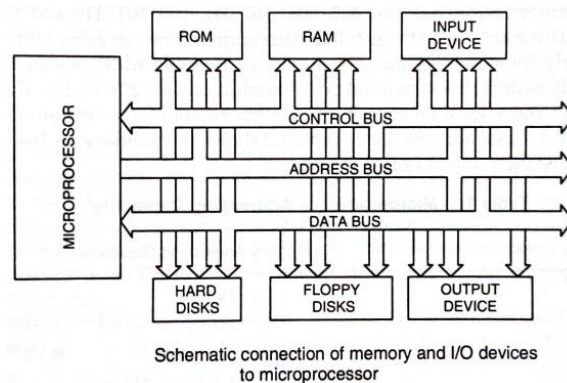 ROM
RAM
INPUT
DEVICE
MICROPROCESSOR
CONTROL BUS
ADDRESS BUS
DATA BUS
HARD
DISKS
FLOPPY
DISKS
OUTPUT
DEVICE
Schematic connection of memory and I/O devices
to microprocessor